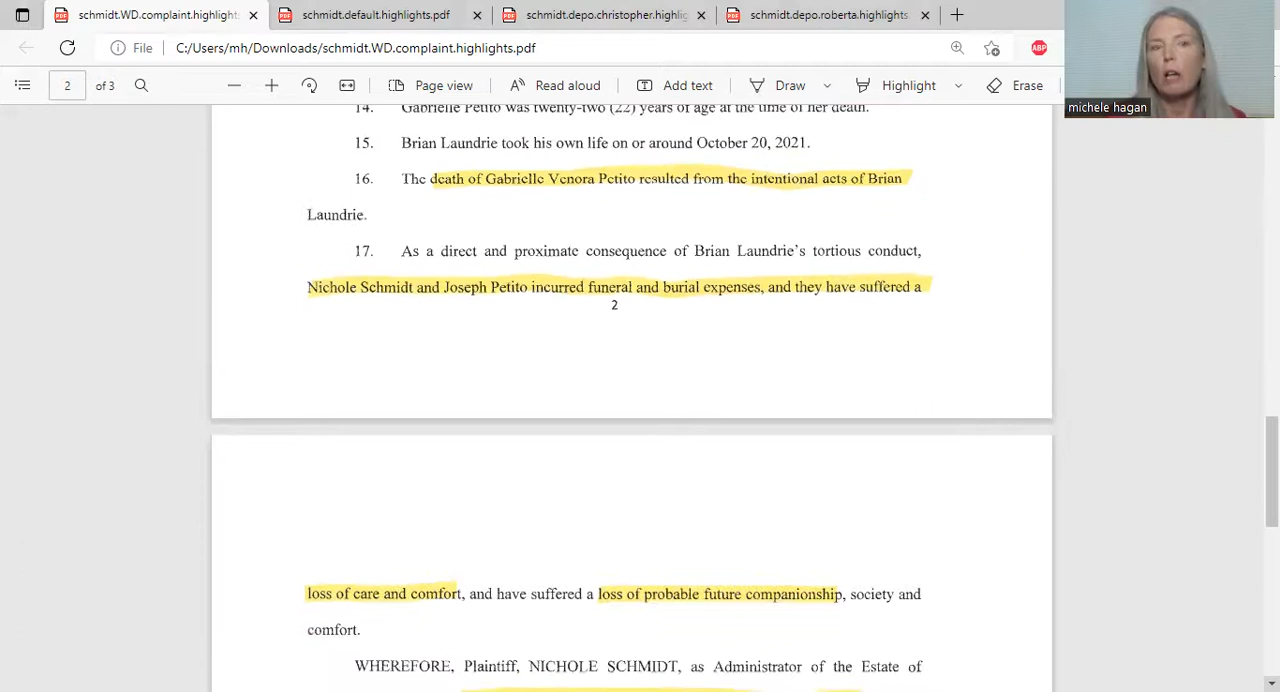 schmidt.WD.complaint.highlights.
schmidt.default.highlights.pdf
schmidt.depo.christopher.highlig
schmidt.depo.roberta.highlights.
File
C:/Users/mh/Downloads/schmidt.WD.complaint.highlights.pdf
ABP
2 of 3
Page view
Read aloud
Add text
Draw
Highlight
Erase
michele hagan
14. Gabrielle Petito was twenty-two (22) years of age at the time of her death.
15. Brian Laundrie took his own life on or around October 20, 2021.
16. The death of Gabrielle Venora Petito resulted from the intentional acts of Brian
Laundrie.
17. As a direct and proximate consequence of Brian Laundrie's tortious conduct,
Nichole Schmidt and Joseph Petito incurred funeral and burial expenses, and they have suffered a
2
loss of care and comfort, and have suffered a loss of probable future companionship, society and
comfort.
WHEREFORE, Plaintiff, NICHOLE SCHMIDT, as Administrator of the Estate of